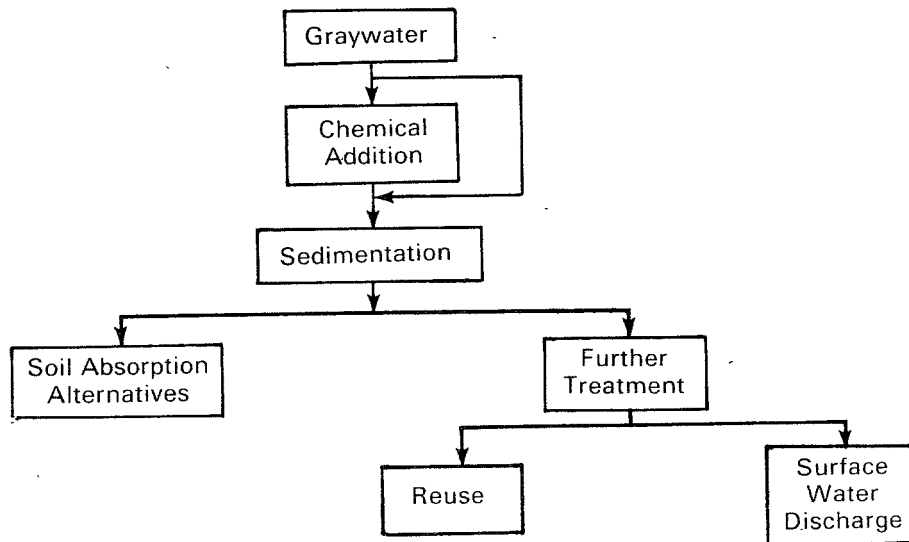 Graywater
Chemical
Addition
Sedimentation
Soil Absorption
Alternatives
Further
Treatment
Reuse
Surface
Water
Discharge